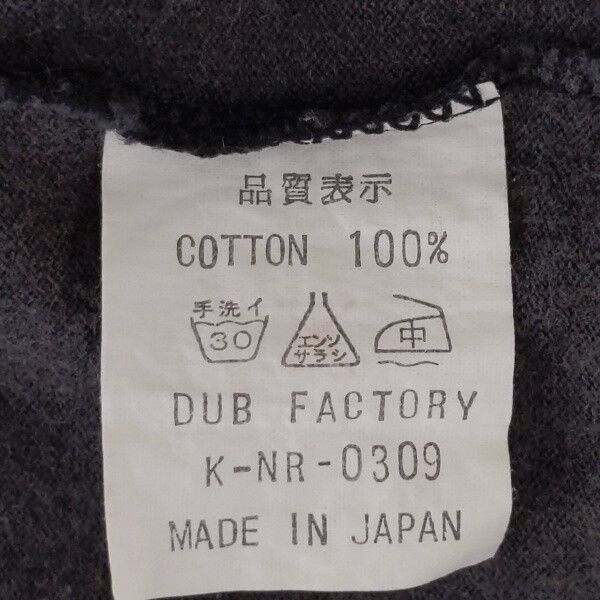 品質表示
COTTON 100%
手洗イ
30
エンソ
サラシ
中
DUB FACTORY
K-NR-0309
MADE IN JAPAN